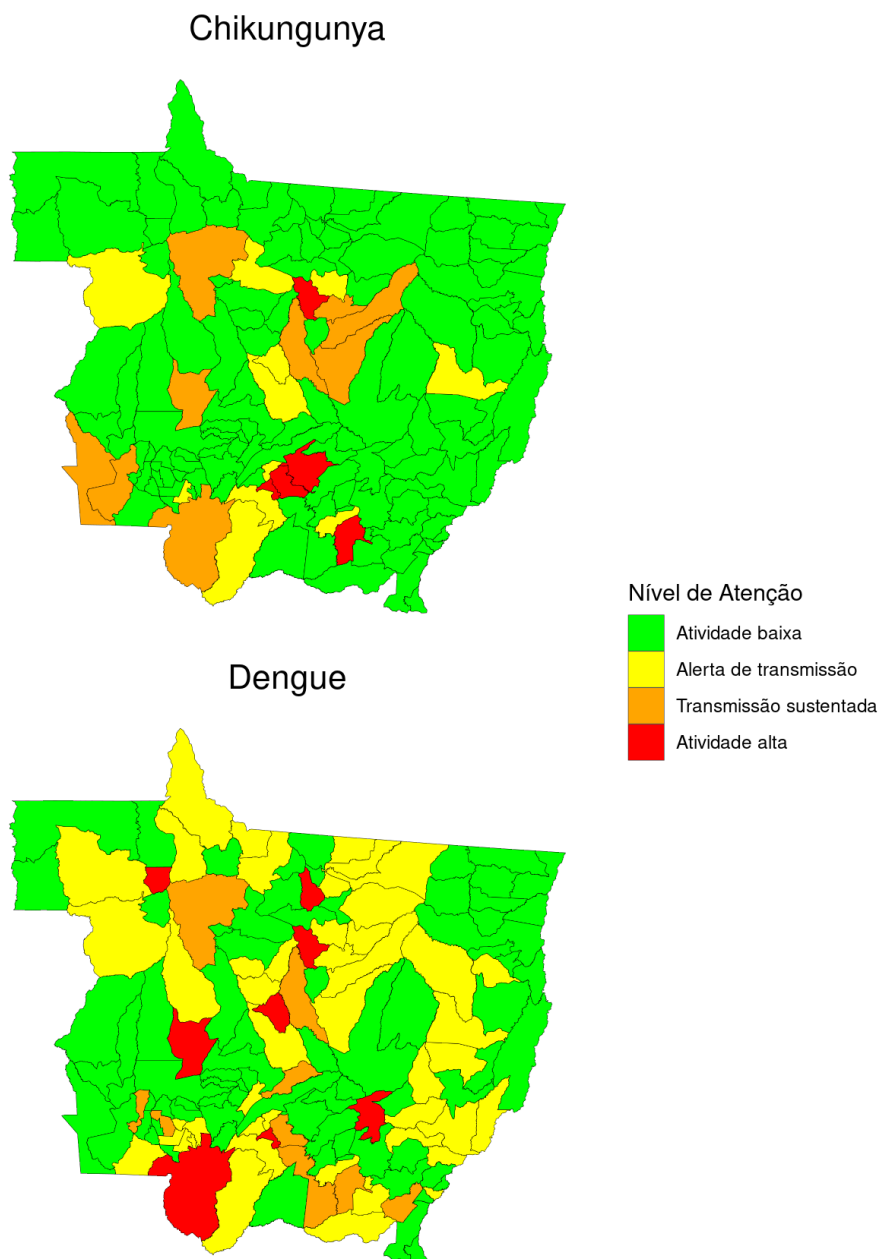 Chikungunya
Nível de Atenção
Atividade baixa
Alerta de transmissão
Transmissão sustentada
Atividade alta
Dengue